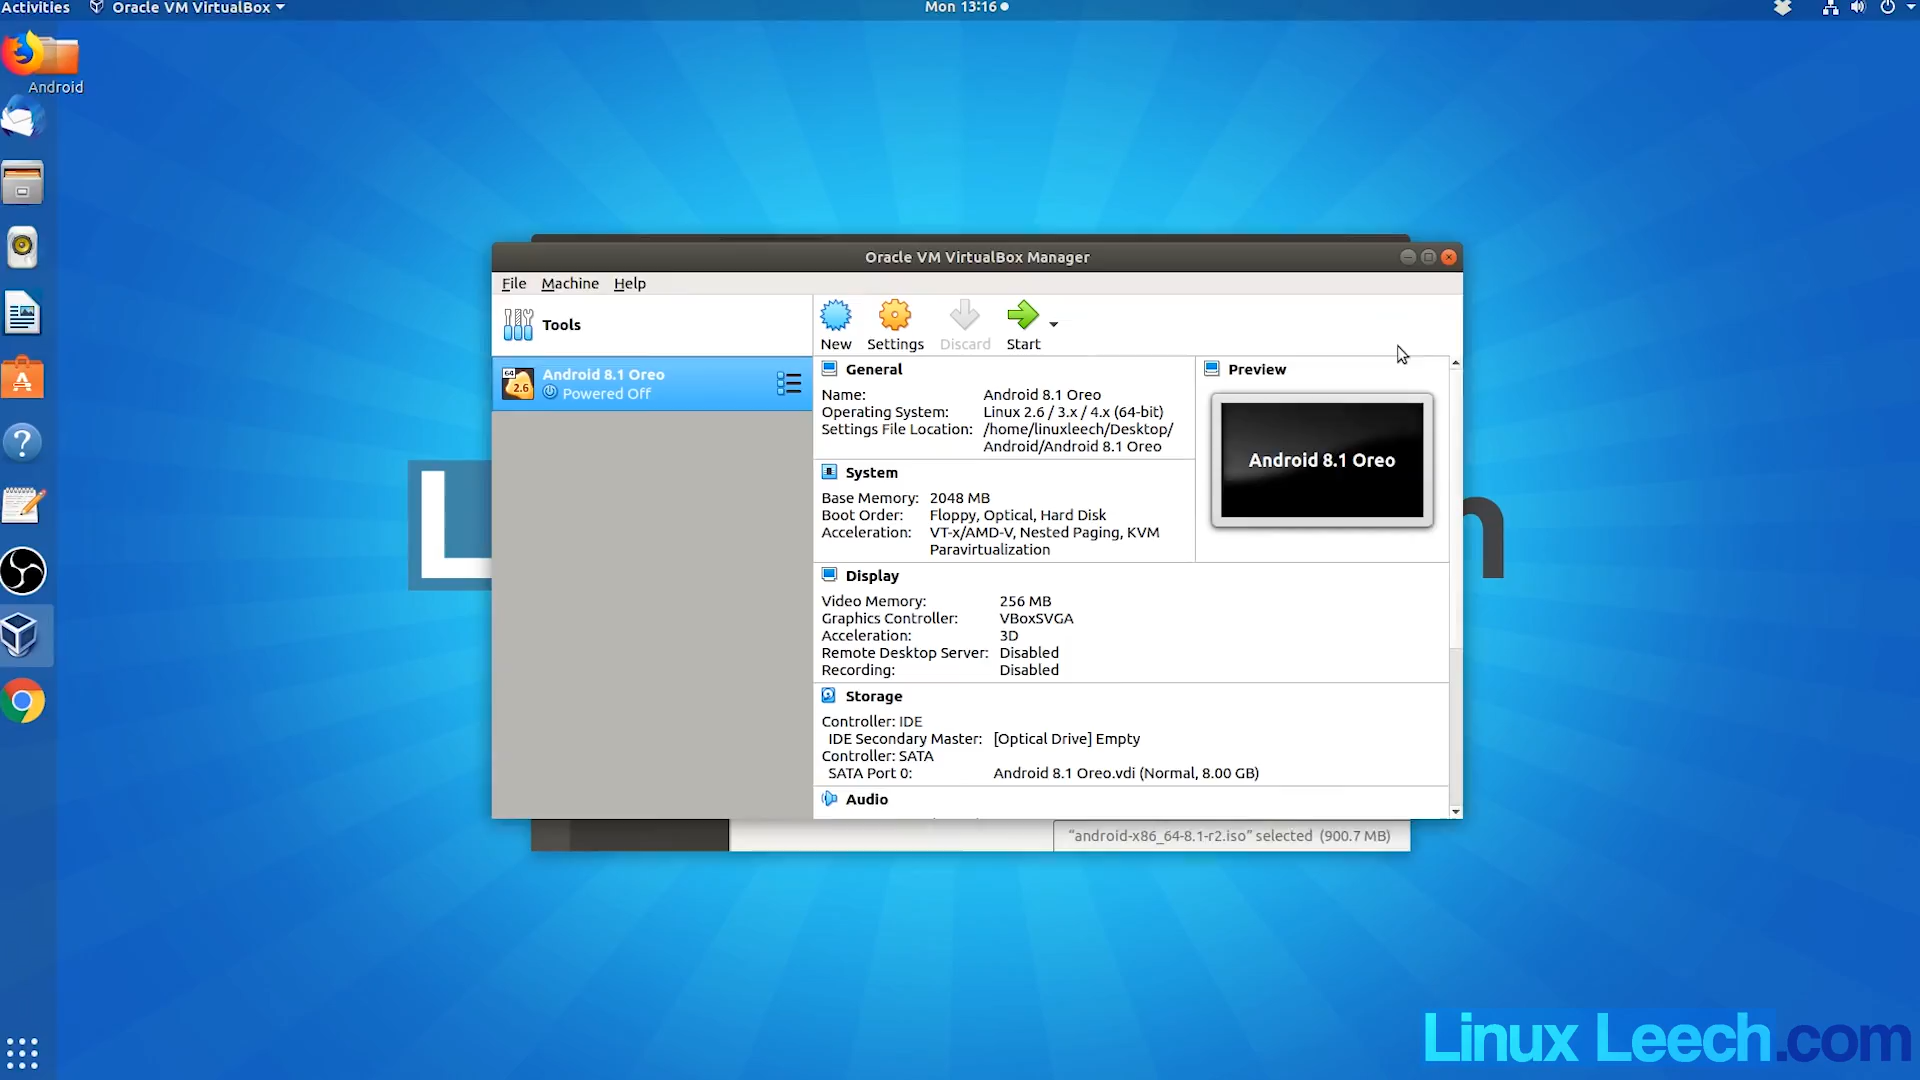 Activities
Oracle VM VirtualBox
Mon 13:16
Android
Oracle VM VirtualBox Manager
File Machine Help
Tools
New Settings Discard Start
64
2.6
Android 8.1 Oreo
Powered Off
General
Name: Android 8.1 Oreo
Operating System: Linux 2.6 / 3.x / 4.x (64-bit)
Settings File Location: /home/linuxleech/Desktop/
Android/Android 8.1 Oreo
Preview
Android 8.1 Oreo
System
Base Memory: 2048 MB
Boot Order: Floppy, Optical, Hard Disk
Acceleration: VT-x/AMD-V, Nested Paging, KVM
Paravirtualization
Display
Video Memory: 256 MB
Graphics Controller: VBoxSVGA
Acceleration: 3D
Remote Desktop Server: Disabled
Recording: Disabled
Storage
Controller: IDE
IDE Secondary Master: [Optical Drive] Empty
Controller: SATA
SATA Port 0: Android 8.1 Oreo.vdi (Normal, 8.00 GB)
Audio
“android-x86_64-8.1-r2.iso” selected (900.7 MB)
L
n
Linux Leech.com